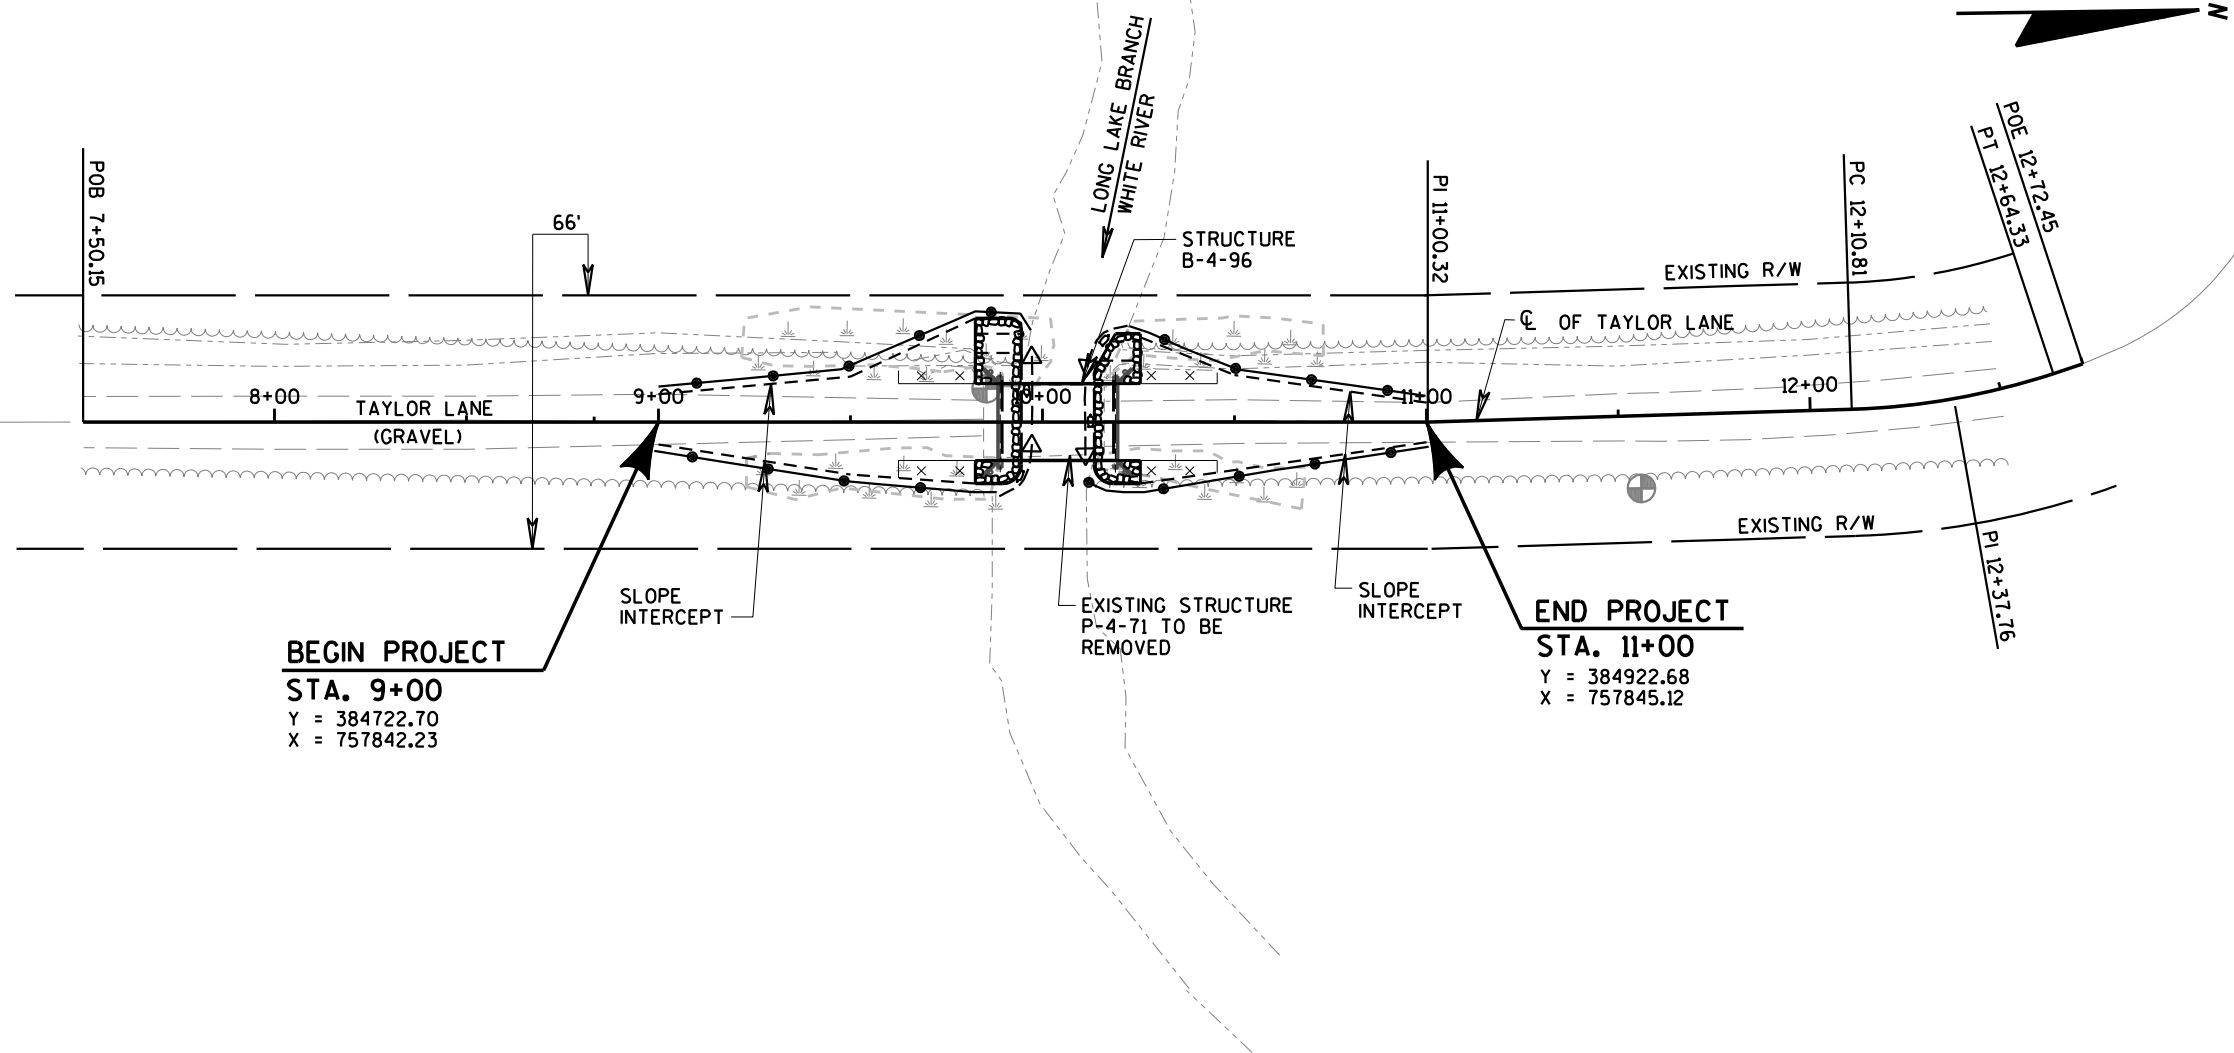 N
LONG LAKE BRANCH
WHITE RIVER
POB 7+50.15
66'
STRUCTURE
B-4-96
PI 11+00.32
PC 12+10.81
PT 12+64.33
POE 12+72.45
EXISTING R/W
℄ OF TAYLOR LANE
8+00
TAYLOR LANE
(GRAVEL)
9+00
11+00
12+00
EXISTING R/W
PI 12+37.76
SLOPE
INTERCEPT
EXISTING STRUCTURE
P-4-71 TO BE
REMOVED
SLOPE
INTERCEPT
BEGIN PROJECT
STA. 9+00
Y = 384722.70
X = 757842.23
END PROJECT
STA. 11+00
Y = 384922.68
X = 757845.12